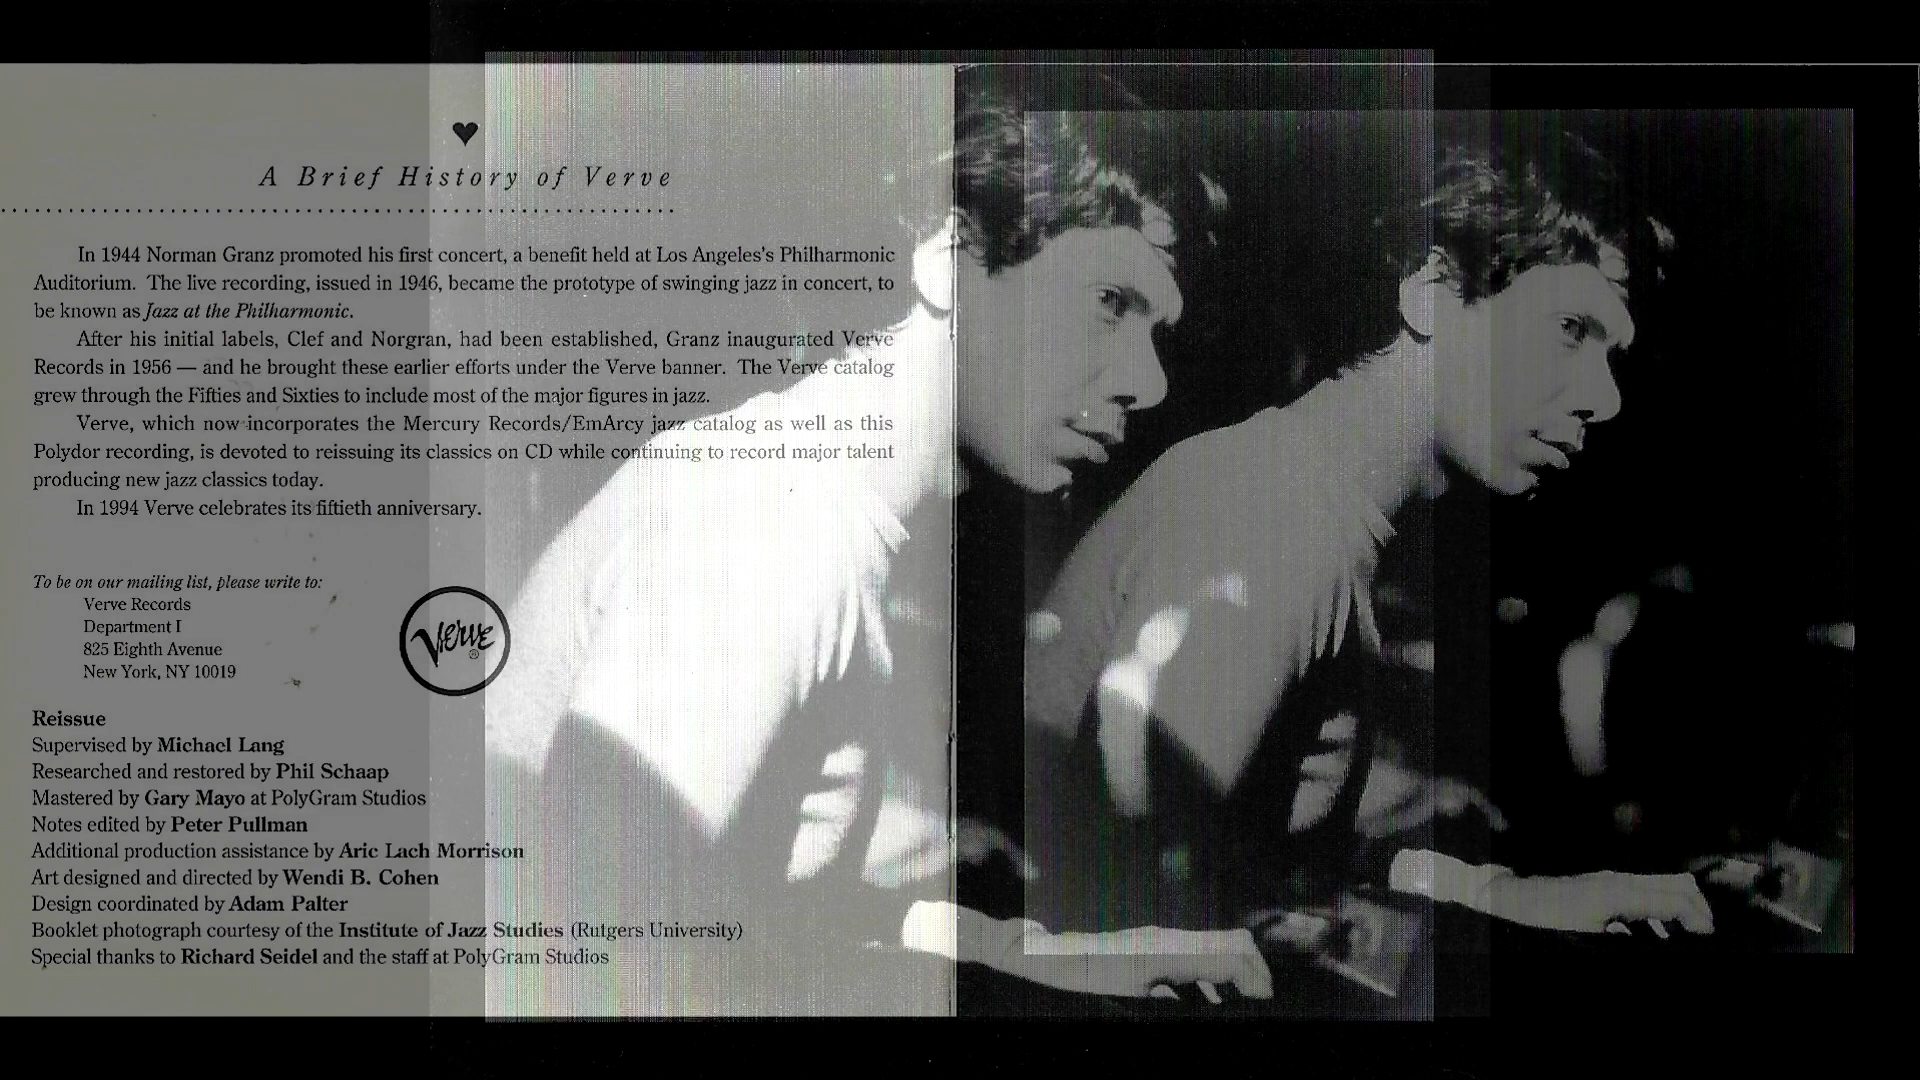 A Brief History of Verve
In 1944 Norman Granz promoted his first concert, a benefit held at Los Angeles's Philharmonic
Auditorium. The live recording, issued in 1946, became the prototype of swinging jazz in concert, to
be known as Jazz at the Philharmonic.
After his initial labels, Clef and Norgran, had been established, Granz inaugurated Verve
Records in 1956 — and he brought these earlier efforts under the Verve banner. The Verve catalog
grew through the Fifties and Sixties to include most of the major figures in jazz.
Verve, which now incorporates the Mercury Records/EmArcy jazz catalog as well as this
Polydor recording, is devoted to reissuing its classics on CD while continuing to record major talent
producing new jazz classics today.
In 1994 Verve celebrates its fiftieth anniversary.
To be on our mailing list, please write to:
Verve Records
Department I
825 Eighth Avenue
New York, NY 10019
Verve®
Reissue
Supervised by Michael Lang
Researched and restored by Phil Schaap
Mastered by Gary Mayo at PolyGram Studios
Notes edited by Peter Pullman
Additional production assistance by Aric Lach Morrison
Art designed and directed by Wendi B. Cohen
Design coordinated by Adam Palter
Booklet photograph courtesy of the Institute of Jazz Studies (Rutgers University)
Special thanks to Richard Seidel and the staff at PolyGram Studios